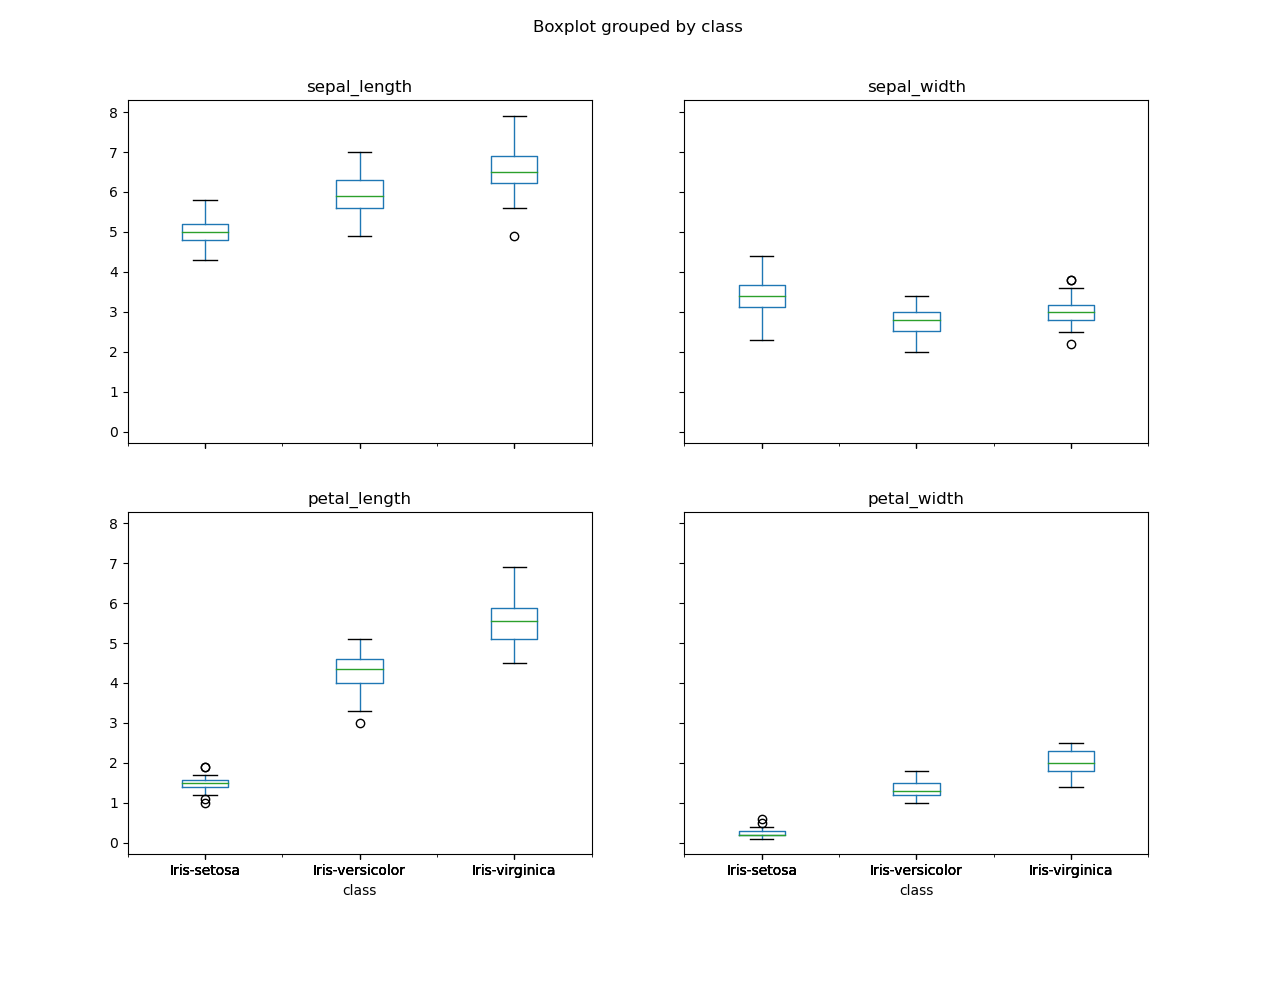 Boxplot grouped by class
sepal_length
8
7
6
5
4
3
2
1
0
sepal_width
petal_length
8
7
6
5
4
3
2
1
0
Iris-setosa Iris-versicolor Iris-virginica
class
petal_width
Iris-setosa Iris-versicolor Iris-virginica
class